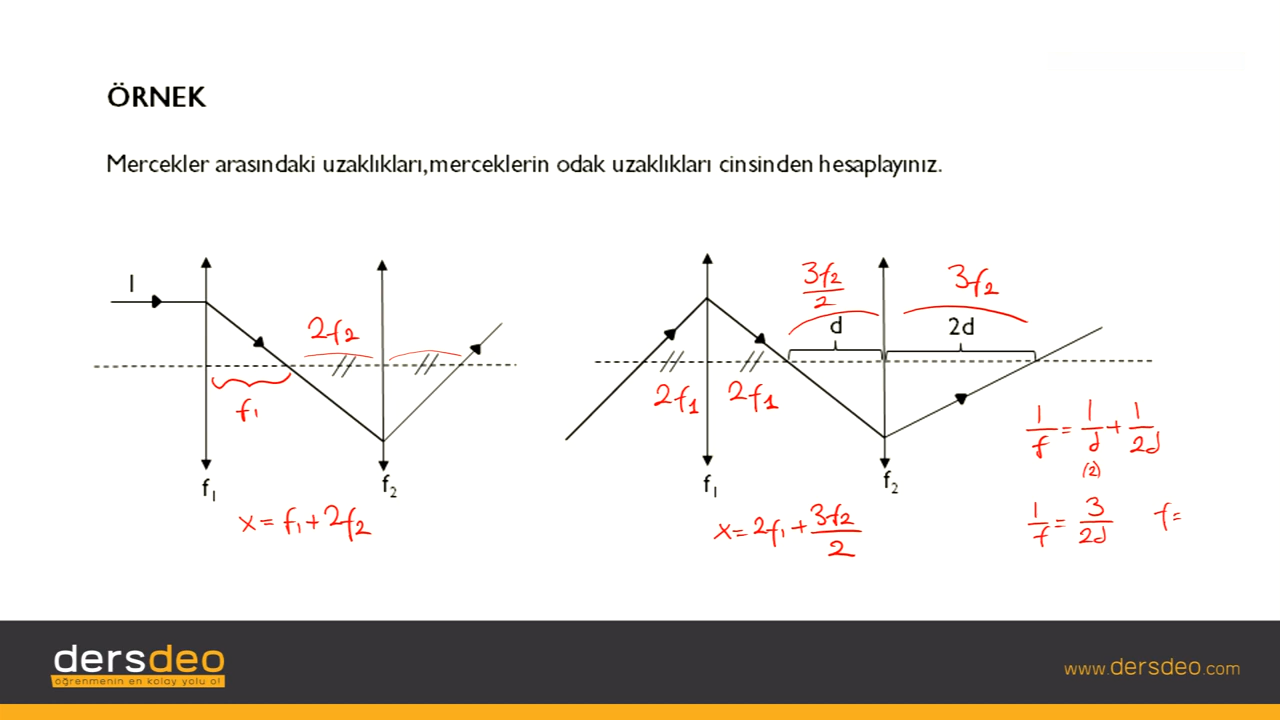 ÖRNEK
Mercekler arasındaki uzaklıkları,merceklerin odak uzaklıkları cinsinden hesaplayınız.
I
2f₂
f₁
f₁
f₂
x = f₁ + 2f₂
3f₂/2
3f₂
d
2d
2f₁
2f₁
f₁
f₂
x = 2f₁ + 3f₂/2
1/f = 1/d + 1/2d
(2)
1/f = 3/2d f =
dersdeo
öğrenmenin en kolay yolu o!
www.dersdeo.com